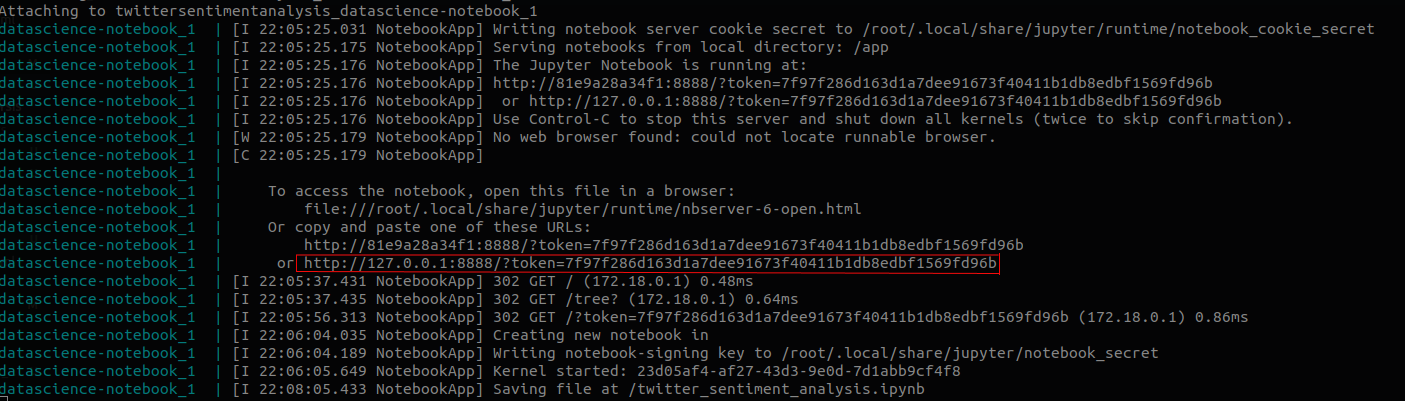 Attaching to twittersentimentanalysis_datascience-notebook_1
datascience-notebook_1  | [I 22:05:25.031 NotebookApp] Writing notebook server cookie secret to /root/.local/share/jupyter/runtime/notebook_cookie_secret
datascience-notebook_1  | [I 22:05:25.175 NotebookApp] Serving notebooks from local directory: /app
datascience-notebook_1  | [I 22:05:25.176 NotebookApp] The Jupyter Notebook is running at:
datascience-notebook_1  | [I 22:05:25.176 NotebookApp] http://81e9a28a34f1:8888/?token=7f97f286d163d1a7dee91673f40411b1db8edbf1569fd96b
datascience-notebook_1  | [I 22:05:25.176 NotebookApp]  or http://127.0.0.1:8888/?token=7f97f286d163d1a7dee91673f40411b1db8edbf1569fd96b
datascience-notebook_1  | [I 22:05:25.176 NotebookApp] Use Control-C to stop this server and shut down all kernels (twice to skip confirmation).
datascience-notebook_1  | [W 22:05:25.179 NotebookApp] No web browser found: could not locate runnable browser.
datascience-notebook_1  | [C 22:05:25.179 NotebookApp]
datascience-notebook_1  |
datascience-notebook_1  |     To access the notebook, open this file in a browser:
datascience-notebook_1  |         file:///root/.local/share/jupyter/runtime/nbserver-6-open.html
datascience-notebook_1  |     Or copy and paste one of these URLs:
datascience-notebook_1  |         http://81e9a28a34f1:8888/?token=7f97f286d163d1a7dee91673f40411b1db8edbf1569fd96b
datascience-notebook_1  |      or http://127.0.0.1:8888/?token=7f97f286d163d1a7dee91673f40411b1db8edbf1569fd96b
datascience-notebook_1  | [I 22:05:37.431 NotebookApp] 302 GET / (172.18.0.1) 0.48ms
datascience-notebook_1  | [I 22:05:37.435 NotebookApp] 302 GET /tree? (172.18.0.1) 0.64ms
datascience-notebook_1  | [I 22:05:56.313 NotebookApp] 302 GET /?token=7f97f286d163d1a7dee91673f40411b1db8edbf1569fd96b (172.18.0.1) 0.86ms
datascience-notebook_1  | [I 22:06:04.035 NotebookApp] Creating new notebook in
datascience-notebook_1  | [I 22:06:04.189 NotebookApp] Writing notebook-signing key to /root/.local/share/jupyter/notebook_secret
datascience-notebook_1  | [I 22:06:05.649 NotebookApp] Kernel started: 23d05af4-af27-43d3-9e0d-7d1abb9cf4f8
datascience-notebook_1  | [I 22:08:05.433 NotebookApp] Saving file at /twitter_sentiment_analysis.ipynb